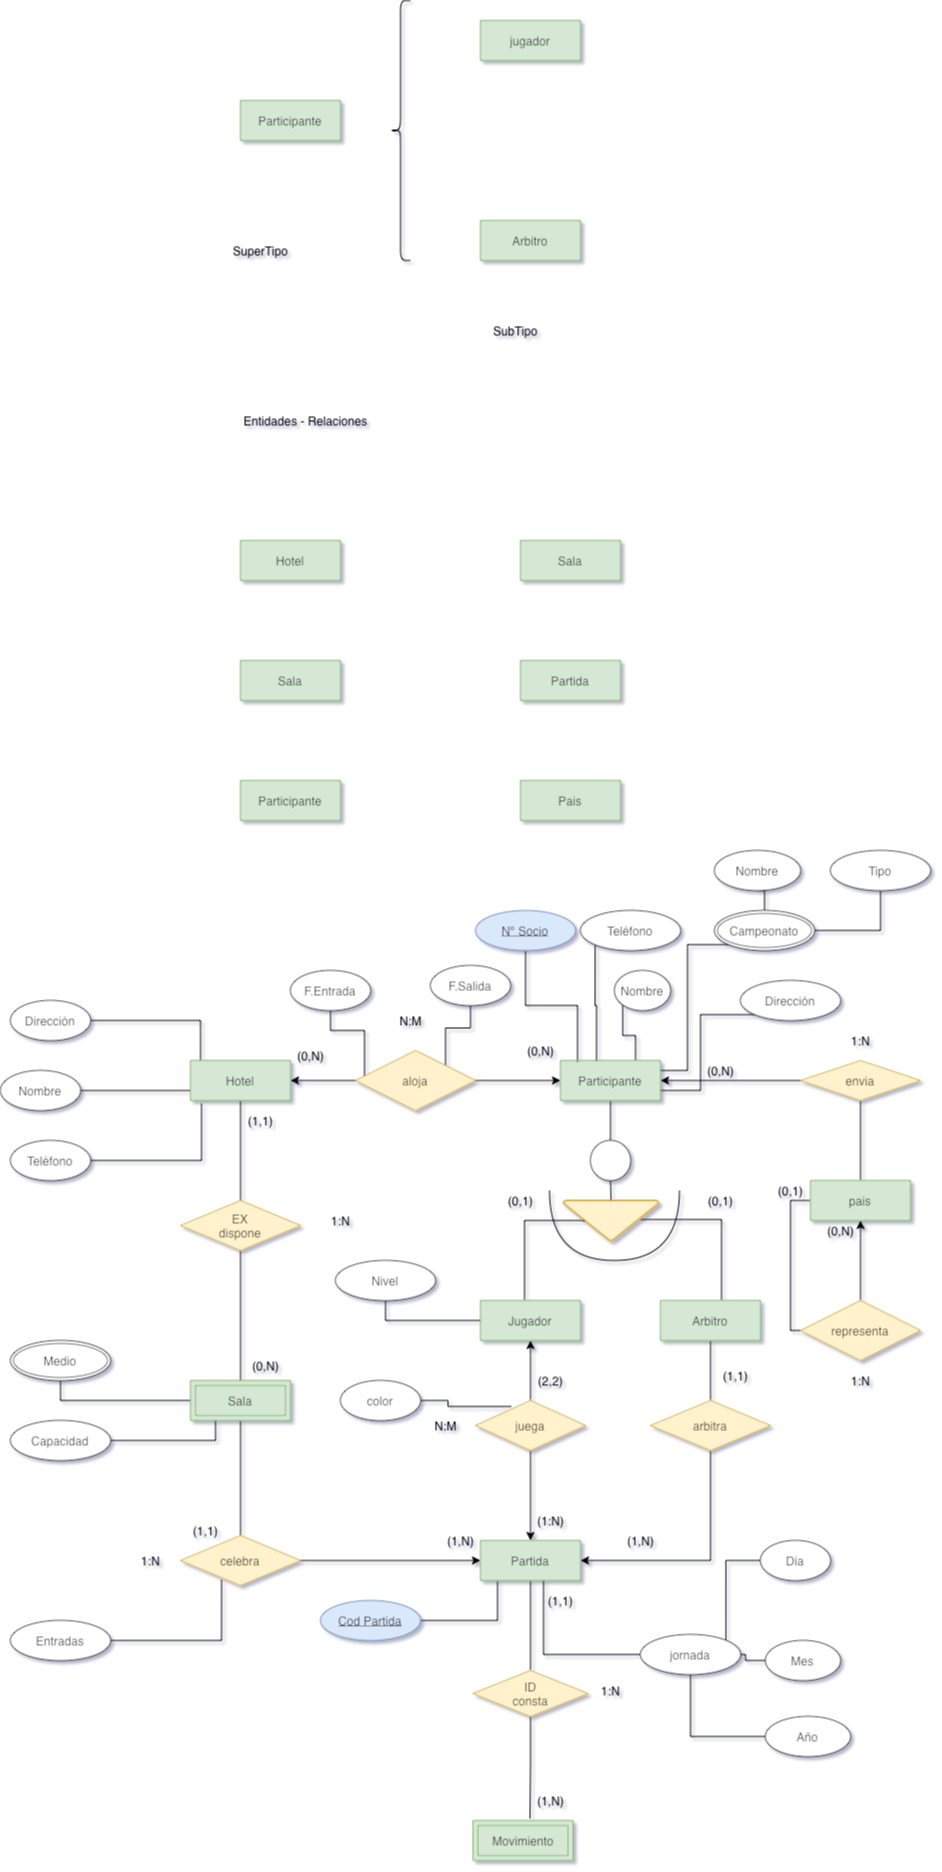 jugador
Participante
Arbitro
SuperTipo
SubTipo
Entidades - Relaciones
Hotel
Sala
Sala
Partida
Participante
Pais
Nombre
Tipo
Nº Socio
Teléfono
Campeonato
F.Entrada
F.Salida
Nombre
Dirección
Dirección
N:M
1:N
(0,N)
(0,N)
(0,N)
Hotel
aloja
Participante
envia
Nombre
(1,1)
Teléfono
(0,1)
(0,1)
(0,1)
pais
EX
dispone
1:N
(0,N)
Nivel
Jugador
Arbitro
representa
Medio
(0,N)
(2,2)
(1,1)
1:N
Sala
color
Capacidad
N:M
juega
arbitra
(1,1)
(1:N)
(1,N)
(1,N)
1:N
celebra
Partida
Dia
(1,1)
Cod Partida
Entradas
jornada
Mes
ID
consta
1:N
Año
(1,N)
Movimiento